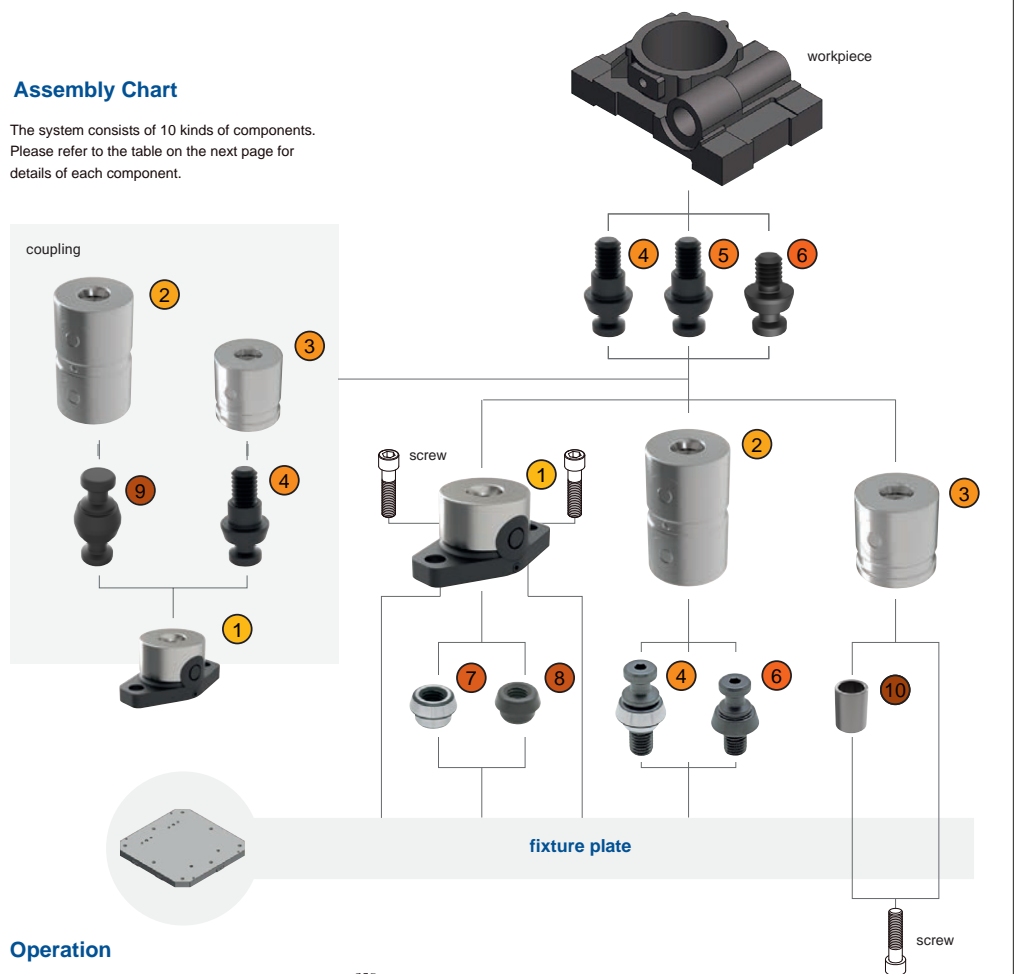 workpiece
Assembly Chart
The system consists of 10 kinds of components.
Please refer to the table on the next page for
details of each component.
coupling
4
5
6
2
3
9
4
1
screw
1
2
3
7
8
4
6
10
fixture plate
screw
Operation